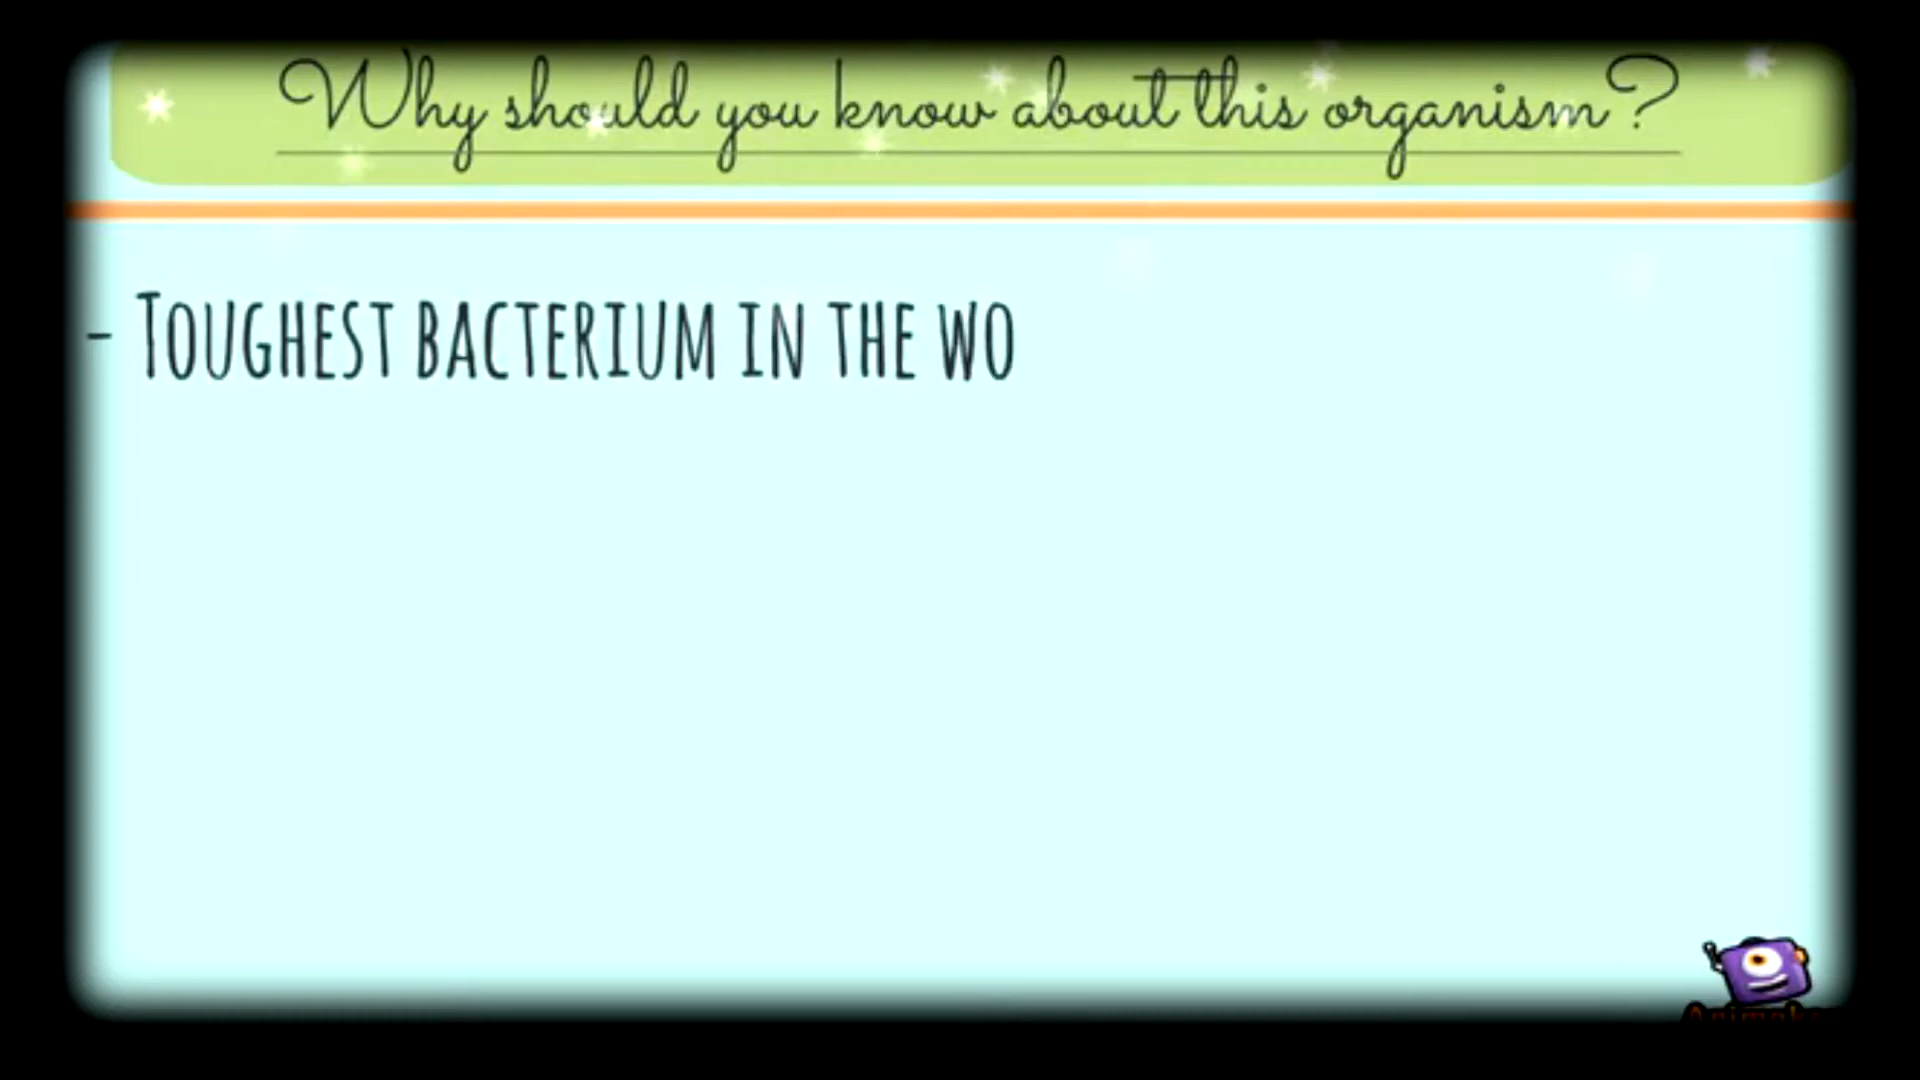 Why should you know about this organism?
- Toughest bacterium in the wo